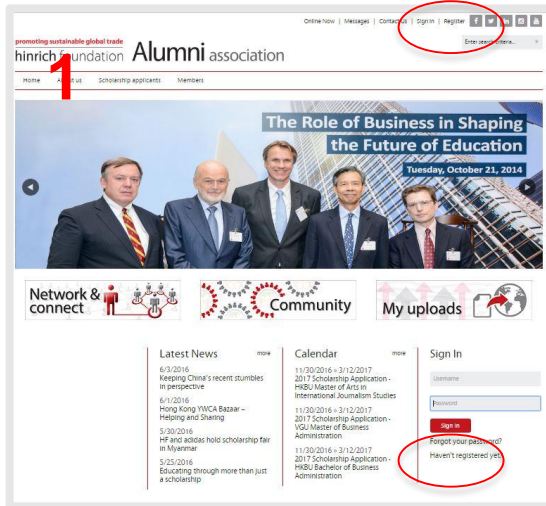 Online Now | Messages | Contact us | Sign in | Register
promoting sustainable global trade
hinrich foundation Alumni association
Enter search criteria...
1
Home About us Scholarship applicants Members
The Role of Business in Shaping
the Future of Education
Tuesday, October 21, 2014
Network &
connect
Community
My uploads
Latest News more
6/3/2016
Keeping China's recent stumbles
in perspective
6/1/2016
Hong Kong YWCA Bazaar –
Helping and Sharing
5/30/2016
HF and adidas hold scholarship fair
in Myanmar
5/25/2016
Educating through more than just
a scholarship
Calendar more
11/30/2016 » 3/12/2017
2017 Scholarship Application -
HKBU Master of Arts in
International Journalism Studies
11/30/2016 » 3/12/2017
2017 Scholarship Application -
VGU Master of Business
Administration
11/30/2016 » 3/12/2017
2017 Scholarship Application -
HKBU Bachelor of Business
Administration
Sign In
Username
Password
Sign in
Forgot your password?
Haven't registered yet?